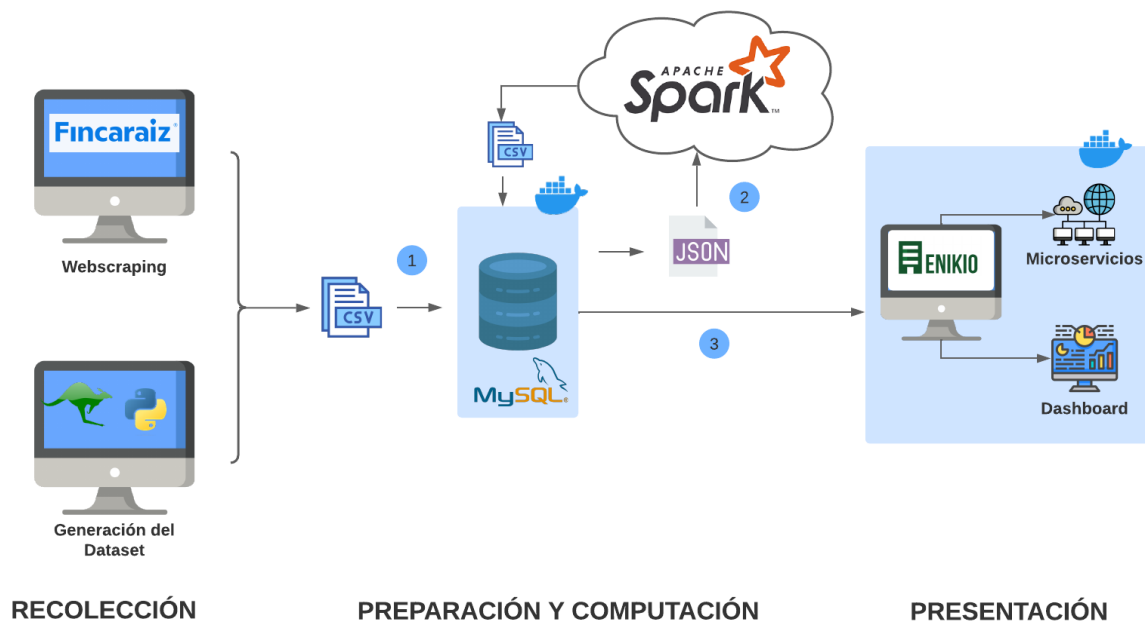 Fincaraiz
Webscraping
Generación del
Dataset
CSV
1
CSV
APACHE
Spark™
2
JSON
MySQL®
3
ENIKIO
Microservicios
Dashboard
RECOLECCIÓN
PREPARACIÓN Y COMPUTACIÓN
PRESENTACIÓN